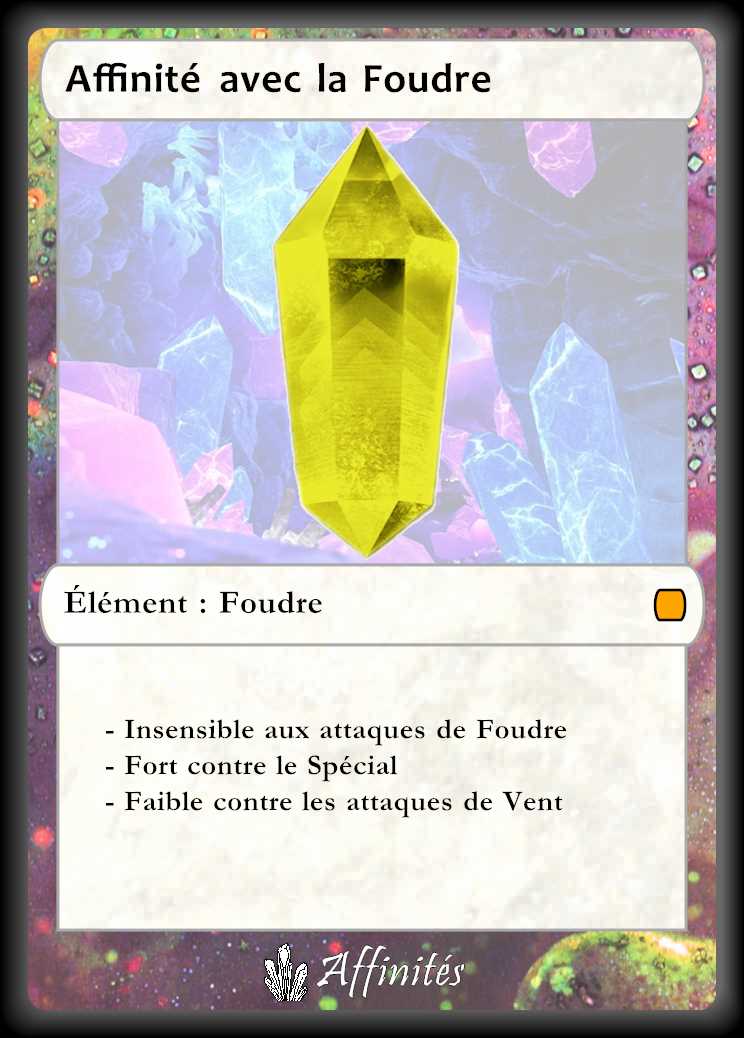 Affinité avec la Foudre
Élément : Foudre
- Insensible aux attaques de Foudre
- Fort contre le Spécial
- Faible contre les attaques de Vent
Affinités